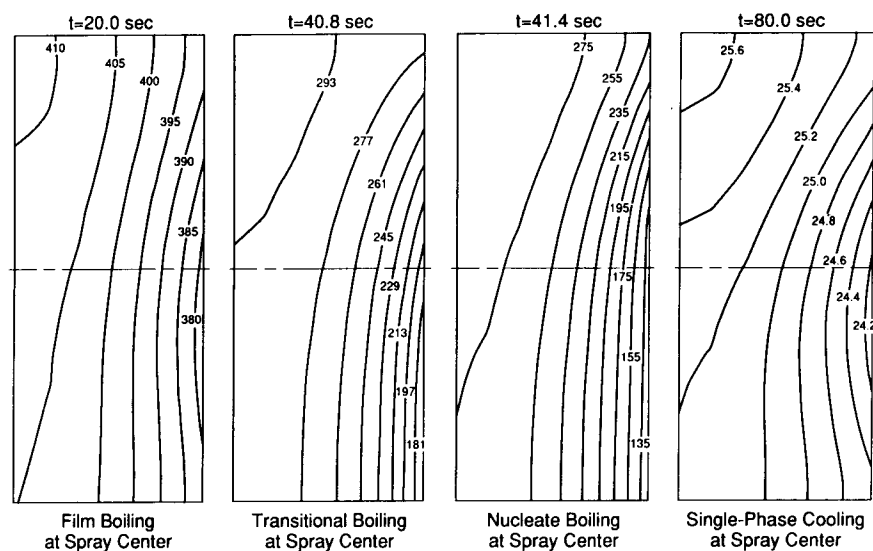 t=20.0 sec
410
405
400
395
390
385
380
Film Boiling
at Spray Center
t=40.8 sec
293
277
261
245
229
213
197
181
Transitional Boiling
at Spray Center
t=41.4 sec
275
255
235
215
195
175
155
135
Nucleate Boiling
at Spray Center
t=80.0 sec
25.6
25.4
25.2
25.0
24.8
24.6
24.4
24.2
Single-Phase Cooling
at Spray Center